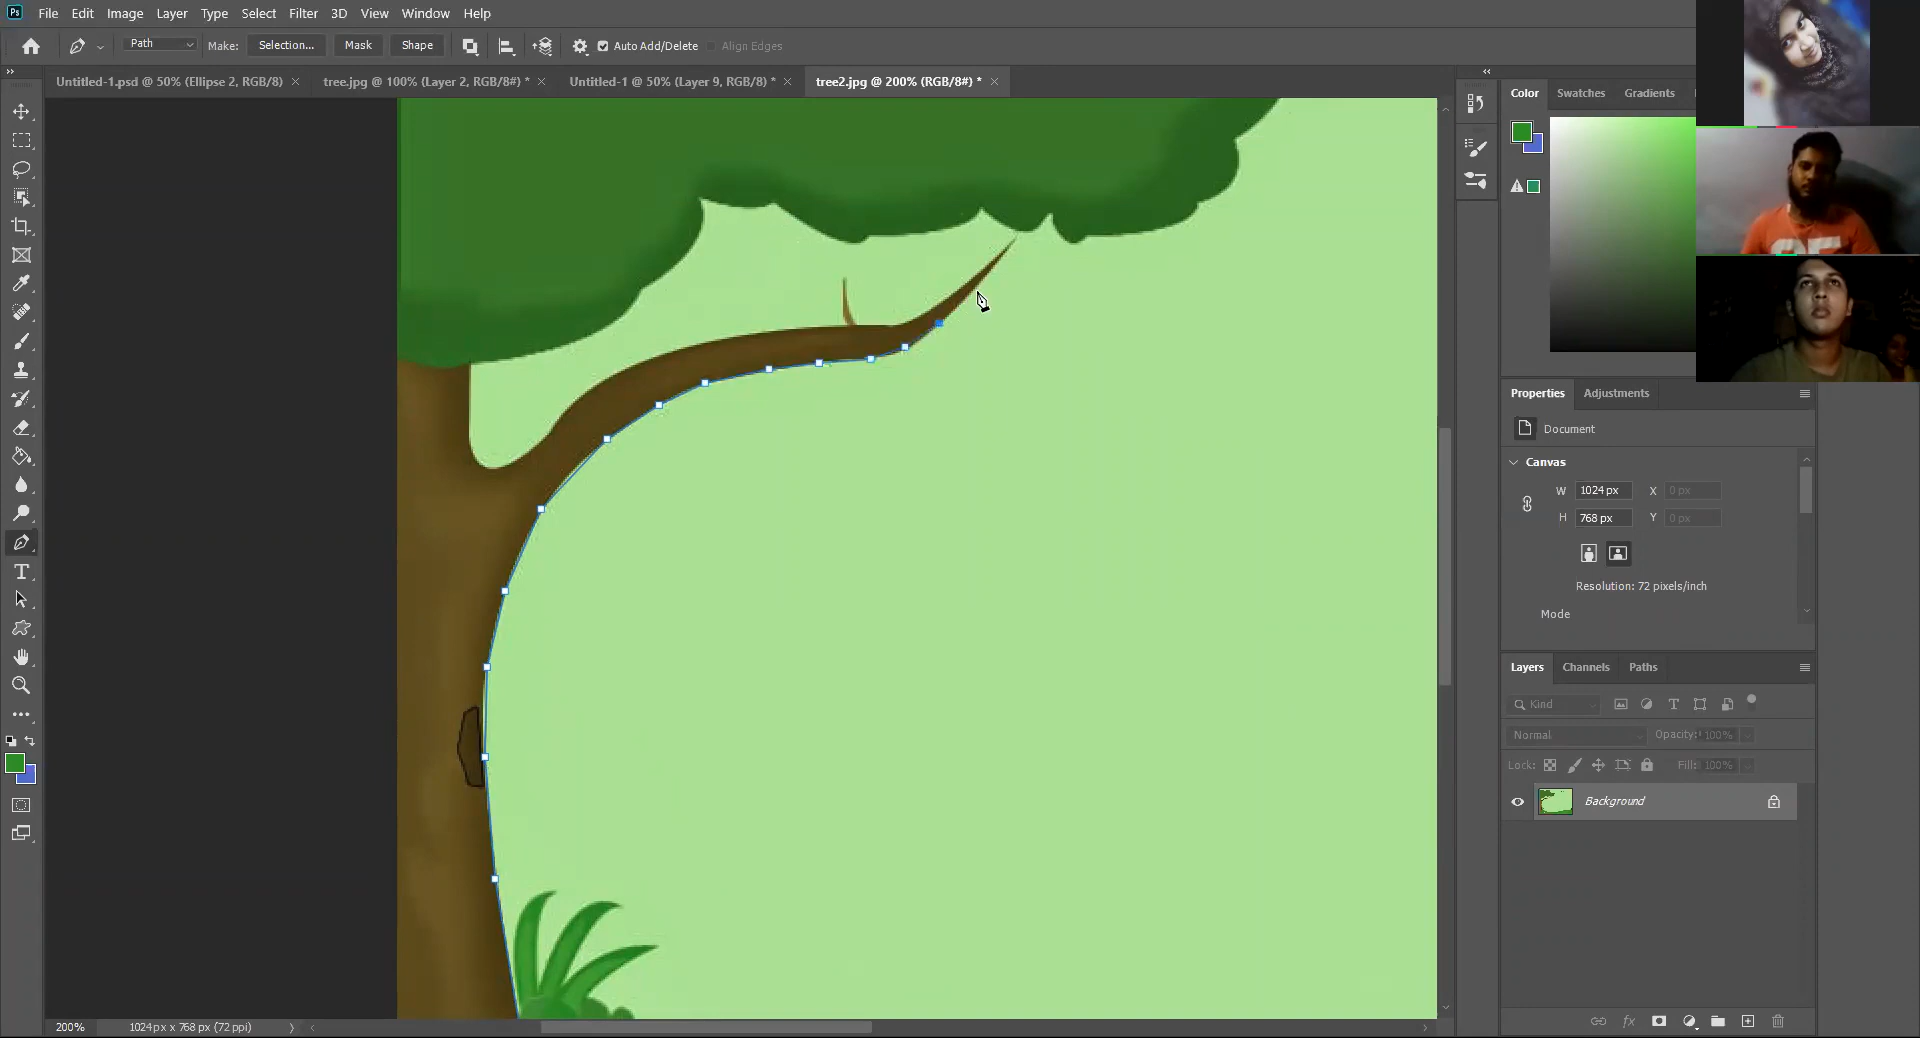 Ps File Edit Image Layer Type Select Filter 3D View Window Help
Path Make: Selection... Mask Shape Auto Add/Delete Align Edges
Untitled-1.psd @ 50% (Ellipse 2, RGB/8) × tree.jpg @ 100% (Layer 2, RGB/8#) * × Untitled-1 @ 50% (Layer 9, RGB/8) * × tree2.jpg @ 200% (RGB/8#) * ×
Color Swatches Gradients
Properties Adjustments
Document
Canvas
W 1024 px X 0 px
H 768 px Y 0 px
Resolution: 72 pixels/inch
Mode
Layers Channels Paths
Kind
Normal Opacity: 100%
Lock: Fill: 100%
Background
200% 1024 px x 768 px (72 ppi)